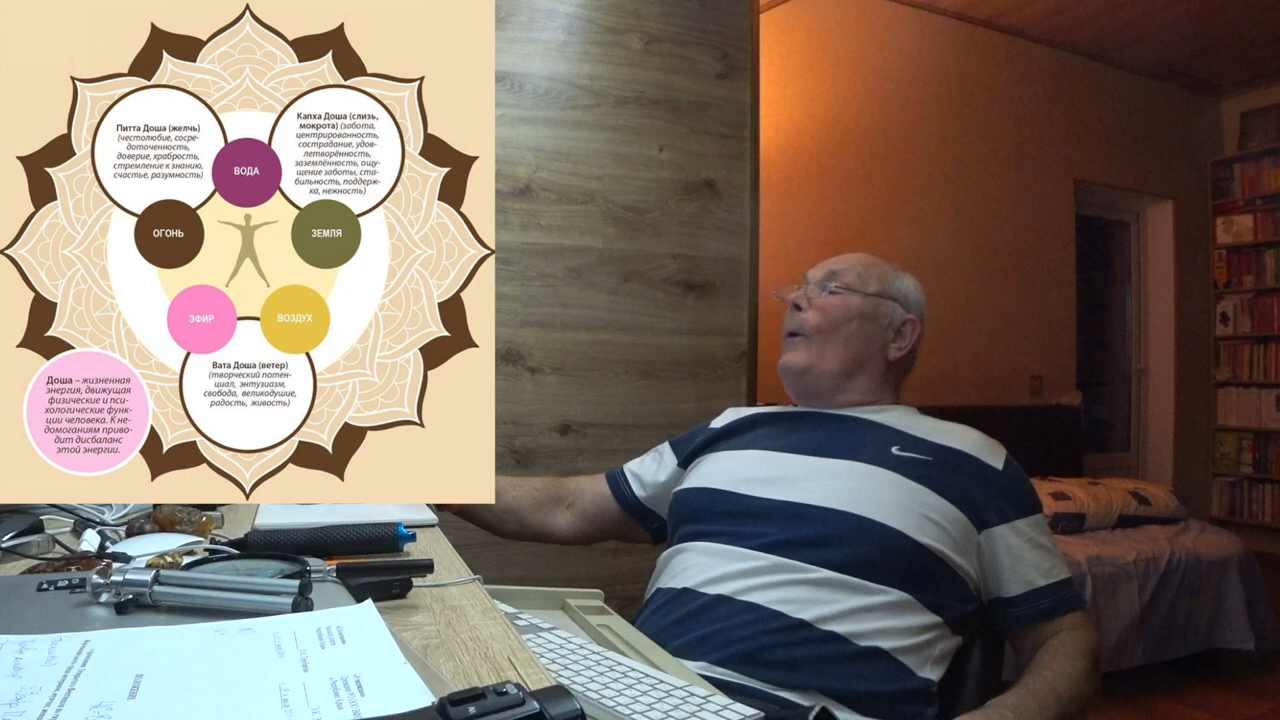 Питта Доша (желчь)
(честолюбие, сосре-
доточенность,
доверие, храбрость,
стремление к знанию,
счастье, разумность)
Капха Доша (слизь,
мокрота) (забота,
центрированность,
сострадание, удов-
летворённость,
заземлённость, ощу-
щение заботы, ста-
бильность, поддерж-
ка, нежность)
ВОДА
ОГОНЬ
ЗЕМЛЯ
ЭФИР
ВОЗДУХ
Вата Доша (ветер)
(творческий потен-
циал, энтузиазм,
свобода, великодушие,
радость, живость)
Доша – жизненная
энергия, движущая
физические и пси-
хологические функ-
ции человека. К не-
домоганиям приво-
дит дисбаланс
этой энергии.